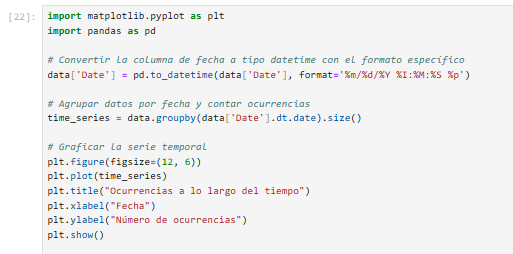 [22]:
import matplotlib.pyplot as plt
import pandas as pd
# Convertir la columna de fecha a tipo datetime con el formato específico
data['Date'] = pd.to_datetime(data['Date'], format='%m/%d/%Y %I:%M:%S %p')
# Agrupar datos por fecha y contar ocurrencias
time_series = data.groupby(data['Date'].dt.date).size()
# Graficar la serie temporal
plt.figure(figsize=(12, 6))
plt.plot(time_series)
plt.title("Ocurrencias a lo largo del tiempo")
plt.xlabel("Fecha")
plt.ylabel("Número de ocurrencias")
plt.show()